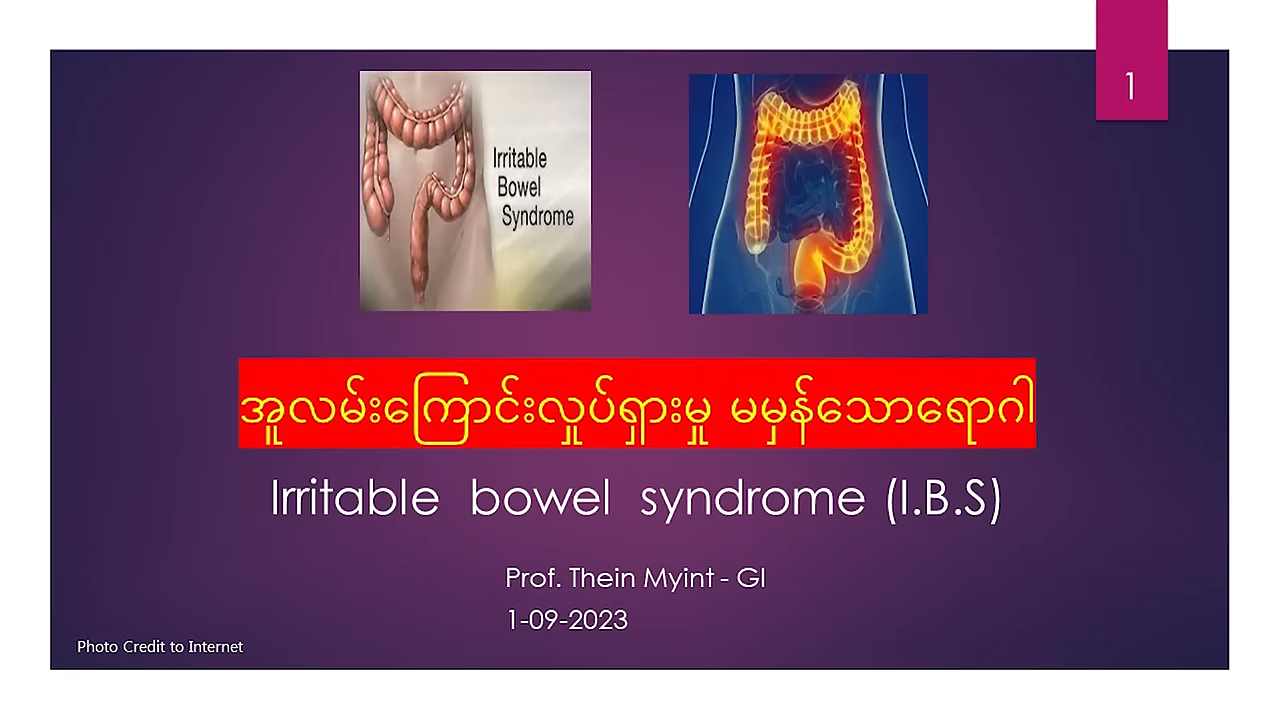 1
Irritable
Bowel
Syndrome
အူလမ်းကြောင်းလှုပ်ရှားမှု မမှန်သောရောဂါ
Irritable bowel syndrome (I.B.S)
Prof. Thein Myint - GI
1-09-2023
Photo Credit to Internet